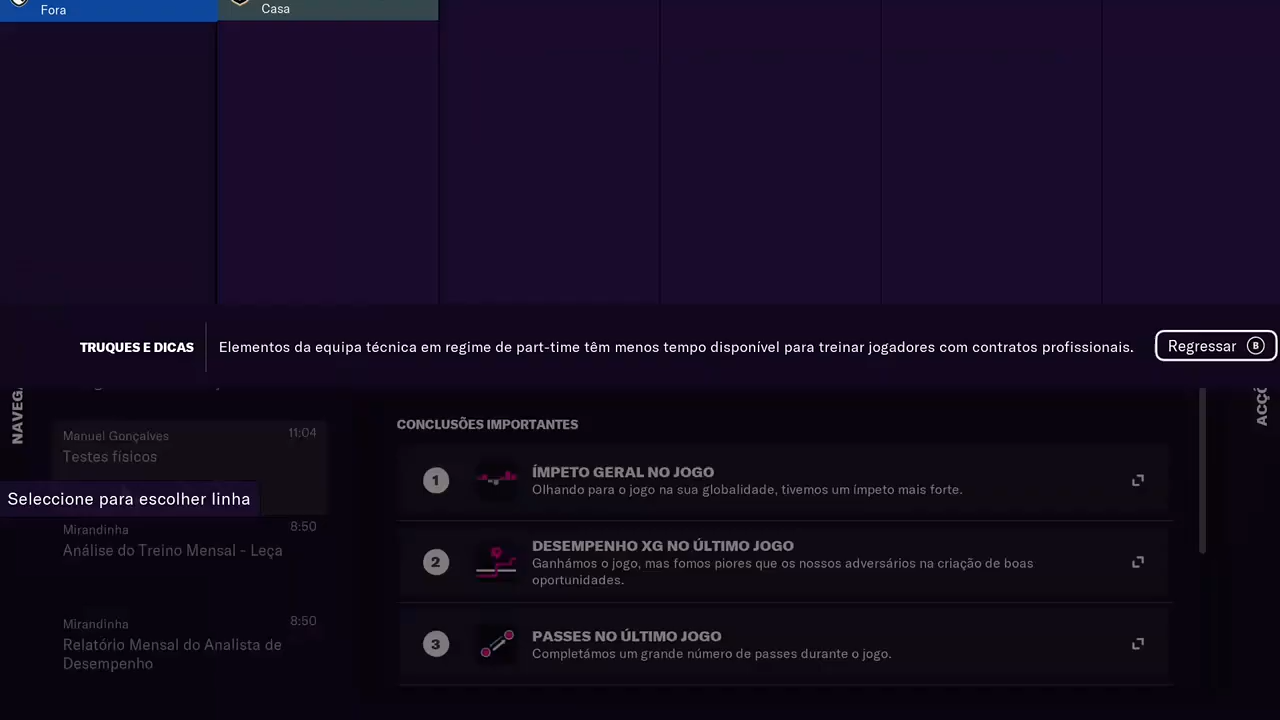 Fora
Casa
TRUQUES E DICAS
Elementos da equipa técnica em regime de part-time têm menos tempo disponível para treinar jogadores com contratos profissionais.
Regressar B
Manuel Gonçalves 11:04
Testes físicos
Seleccione para escolher linha
Mirandinha 8:50
Análise do Treino Mensal - Leça
Mirandinha 8:50
Relatório Mensal do Analista de
Desempenho
CONCLUSÕES IMPORTANTES
1
ÍMPETO GERAL NO JOGO
Olhando para o jogo na sua globalidade, tivemos um ímpeto mais forte.
2
DESEMPENHO XG NO ÚLTIMO JOGO
Ganhámos o jogo, mas fomos piores que os nossos adversários na criação de boas
oportunidades.
3
PASSES NO ÚLTIMO JOGO
Completámos um grande número de passes durante o jogo.